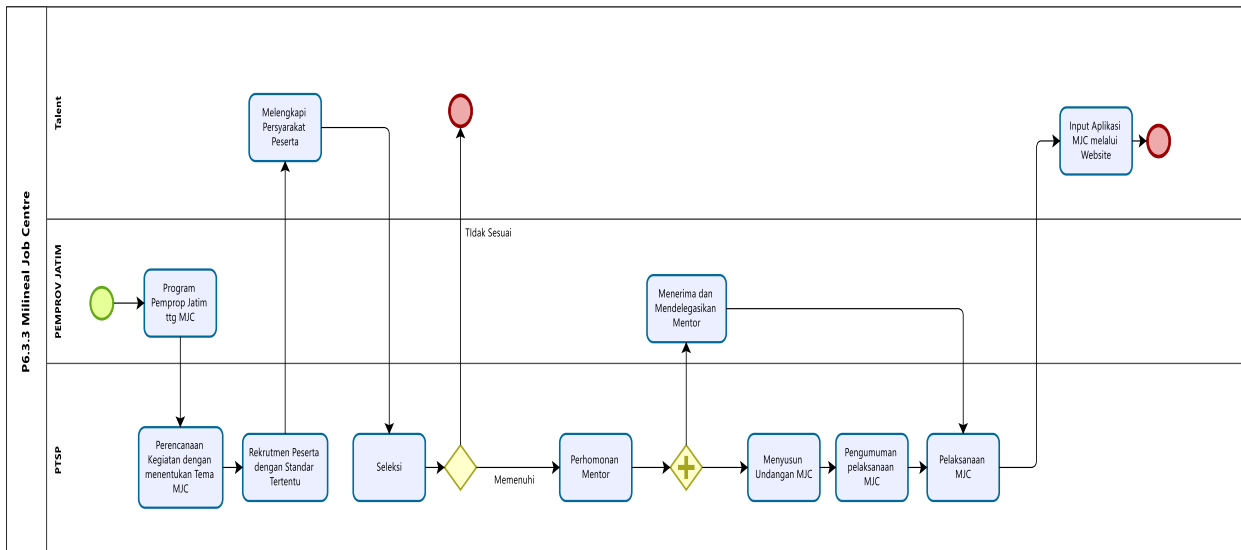 P6.3.3 Milineal Job Centre
Talent
Melengkapi
Persyarakat
Peserta
Input Aplikasi
MJC melalui
Website
TIdak Sesuai
PEMPROV JATIM
Program
Pemprop Jatim
ttg MJC
Menerima dan
Mendelegasikan
Mentor
PTSP
Perencanaan
Kegiatan dengan
menentukan Tema
MJC
Rekrutmen Peserta
dengan Standar
Tertentu
Seleksi
Memenuhi
Perhomonan
Mentor
Menyusun
Undangan MJC
Pengumuman
pelaksanaan
MJC
Pelaksanaan
MJC